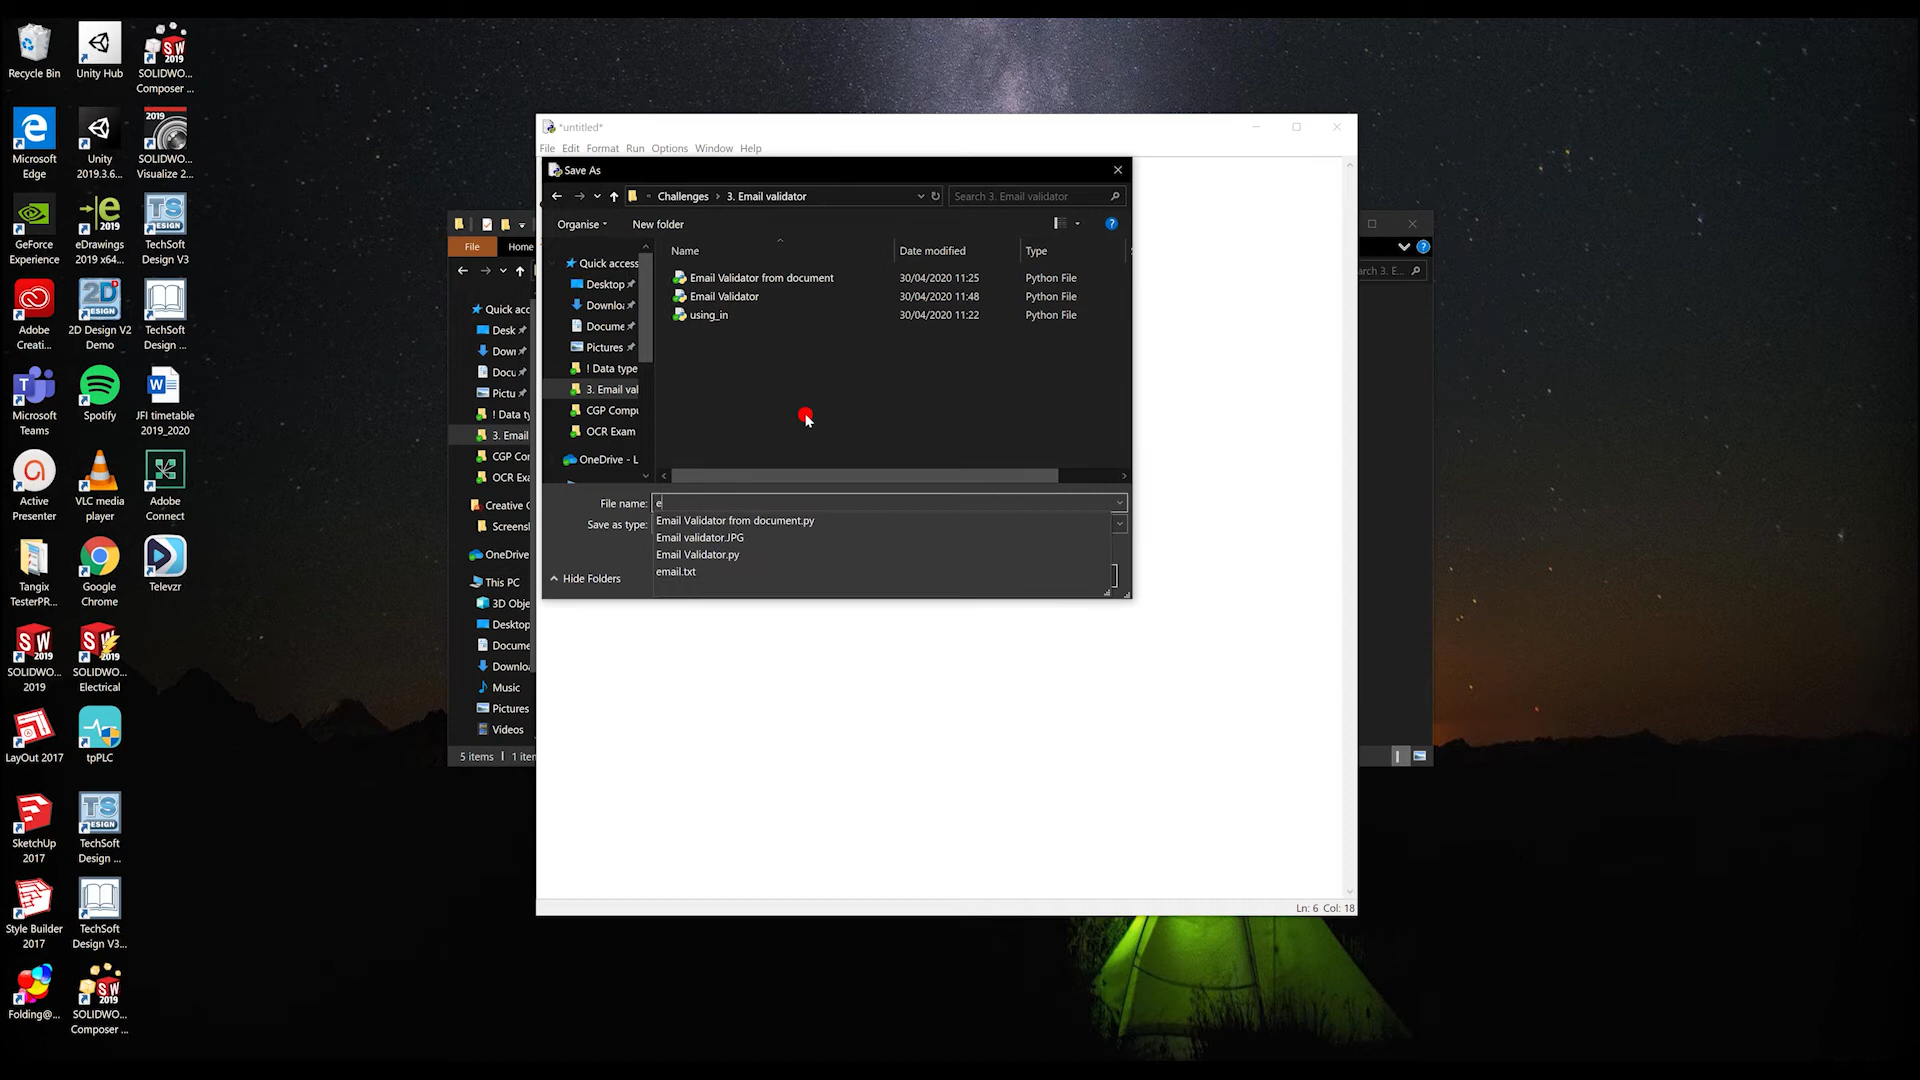 Recycle Bin
Unity Hub
SOLIDWO...
Composer ...
Microsoft
Edge
Unity
2019.3.6...
2019
SOLIDWO...
Visualize 2...
GeForce
Experience
eDrawings
2019 x64...
TechSoft
Design V3
Adobe
Creati...
2D Design V2
Demo
TechSoft
Design ...
Microsoft
Teams
Spotify
JFI timetable
2019_2020
Active
Presenter
VLC media
player
Adobe
Connect
Tangix
TesterPR...
Google
Chrome
Televzr
SOLIDWO...
2019
SOLIDWO...
Electrical
LayOut 2017
tpPLC
SketchUp
2017
TechSoft
Design ...
Style Builder
2017
TechSoft
Design V3...
Folding@...
SOLIDWO...
Composer ...
File
Home
Quick acc
Desk
Dow
Docu
Pictu
! Data ty
3. Email
CGP Cor
OCR Exa
Creative C
Screensh
OneDrive
This PC
3D Obje
Desktop
Docume
Downlo
Music
Pictures
Videos
5 items
1 iten
arch 3. E...
*untitled*
File Edit Format Run Options Window Help
Save As
Challenges > 3. Email validator
Search 3. Email validator
Organise
New folder
Name Date modified Type
Email Validator from document 30/04/2020 11:25 Python File
Email Validator 30/04/2020 11:48 Python File
using_in 30/04/2020 11:22 Python File
Quick access
Desktop
Downlo
Docume
Pictures
! Data type
3. Email val
CGP Compu
OCR Exam
OneDrive - L
File name: e
Save as type:
Email Validator from document.py
Email validator.JPG
Email Validator.py
email.txt
Hide Folders
Ln: 6 Col: 18